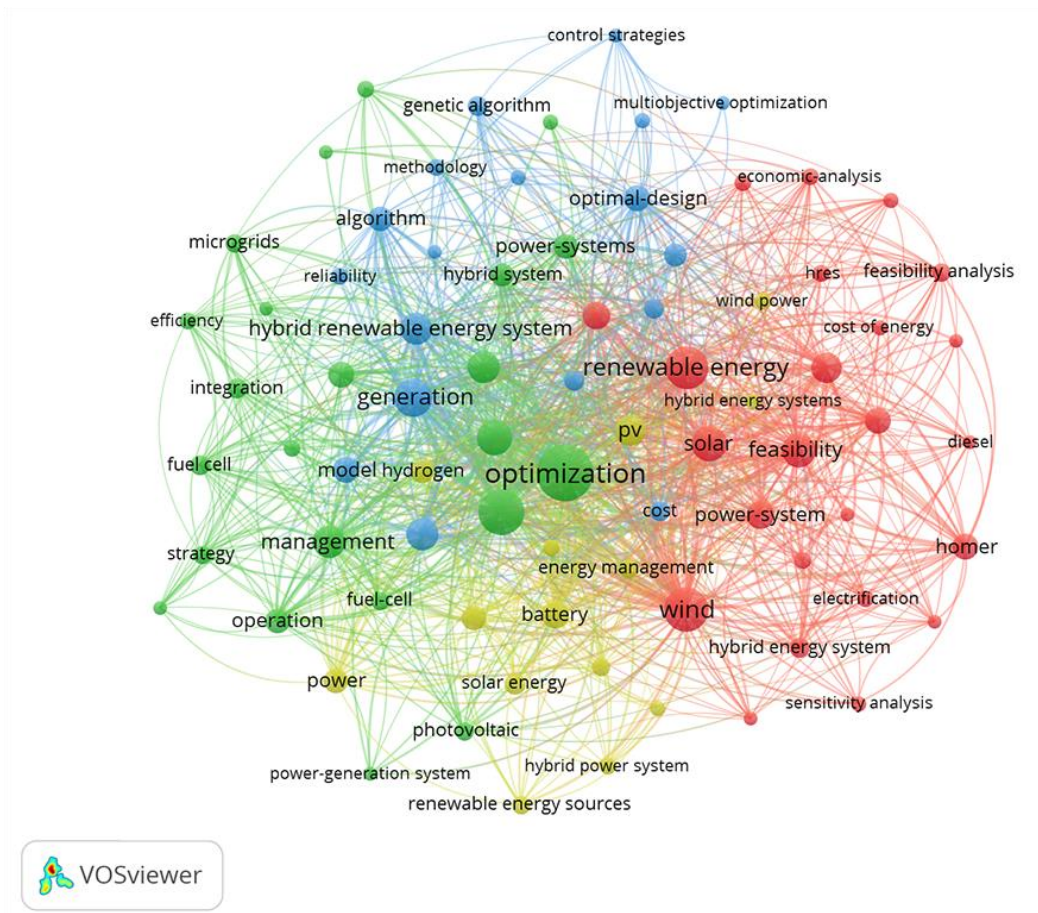 control strategies
genetic algorithm
multiobjective optimization
methodology
economic-analysis
optimal-design
algorithm
microgrids
power-systems
reliability
hybrid system
hres
feasibility analysis
wind power
efficiency
hybrid renewable energy system
cost of energy
renewable energy
integration
generation
hybrid energy systems
pv
solar
feasibility
diesel
fuel cell
model
hydrogen
optimization
cost
power-system
management
homer
strategy
energy management
fuel-cell
electrification
operation
battery
wind
hybrid energy system
power
solar energy
sensitivity analysis
photovoltaic
power-generation system
hybrid power system
renewable energy sources
VOSviewer